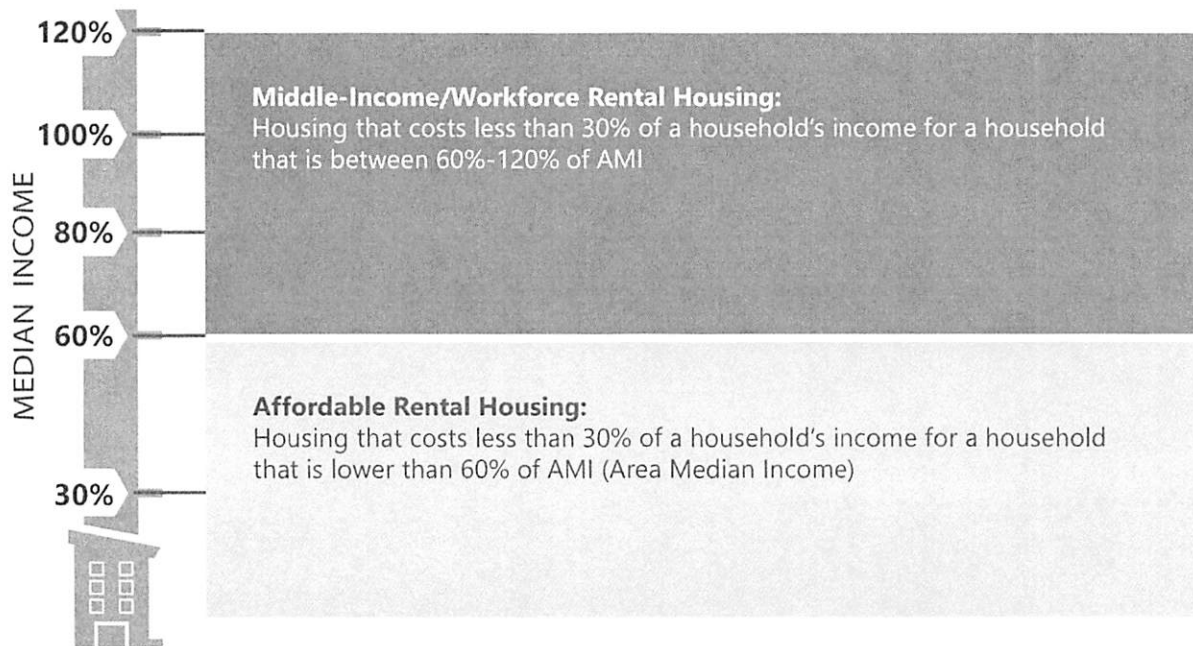 120%
Middle-Income/Workforce Rental Housing:
Housing that costs less than 30% of a household's income for a household
that is between 60%-120% of AMI
100%
80%
MEDIAN INCOME
60%
Affordable Rental Housing:
Housing that costs less than 30% of a household's income for a household
that is lower than 60% of AMI (Area Median Income)
30%